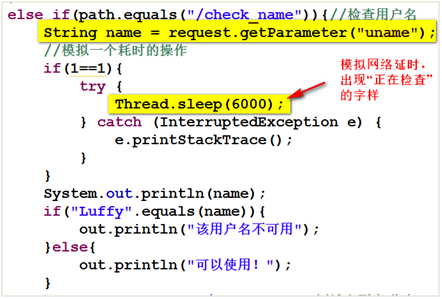 else if(path.equals("/check_name")){//检查用户名
String name = request.getParameter("uname");
//模拟一个耗时的操作
if(1==1){
try {
Thread.sleep(6000);
} catch (InterruptedException e) {
e.printStackTrace();
}
}
System.out.println(name);
if("Luffy".equals(name)){
out.println("该用户名不可用");
}else{
out.println("可以使用！");
}
模拟网络延时，
出现“正在检查”
的字样